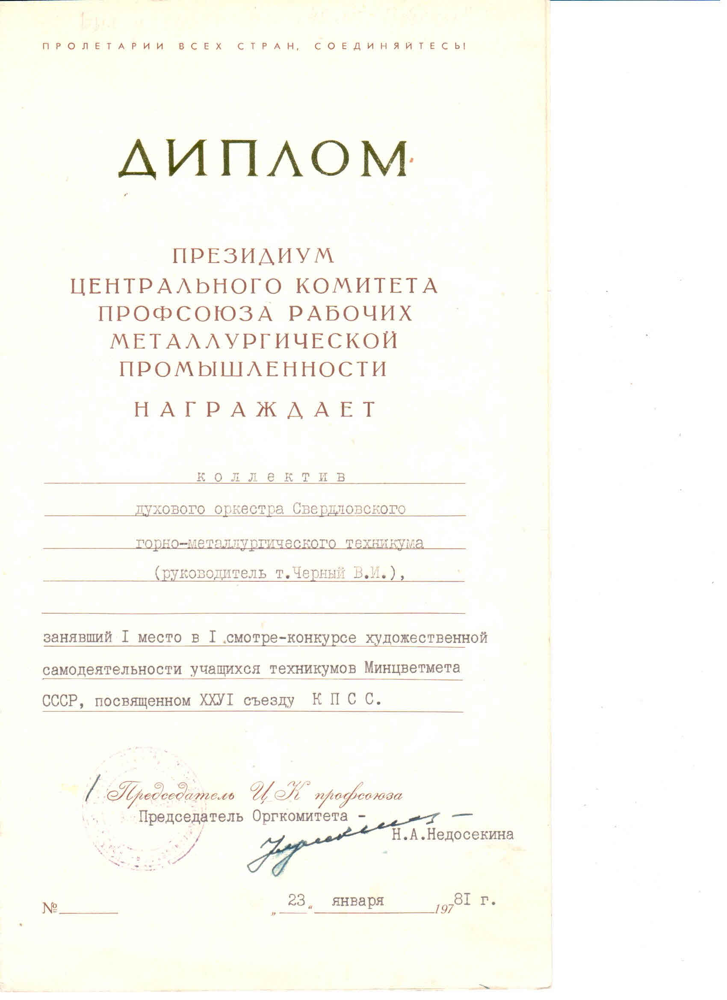 ПРОЛЕТАРИИ ВСЕХ СТРАН, СОЕДИНЯЙТЕСЬ!
ДИПЛОМ
ПРЕЗИДИУМ
ЦЕНТРАЛЬНОГО КОМИТЕТА
ПРОФСОЮЗА РАБОЧИХ
МЕТАЛЛУРГИЧЕСКОЙ
ПРОМЫШЛЕННОСТИ
НАГРАЖДАЕТ
коллектив
духового оркестра Свердловского
горно-металлургического техникума
(руководитель т.Черный В.И.),
занявший I место в I смотре-конкурсе художественной
самодеятельности учащихся техникумов Минцветмета
СССР, посвященном ХХУI съезду К П С С.
Председатель ЦК профсоюза
Председатель Оргкомитета -
Н.А.Недосекина
№ „23“ января 19781 г.